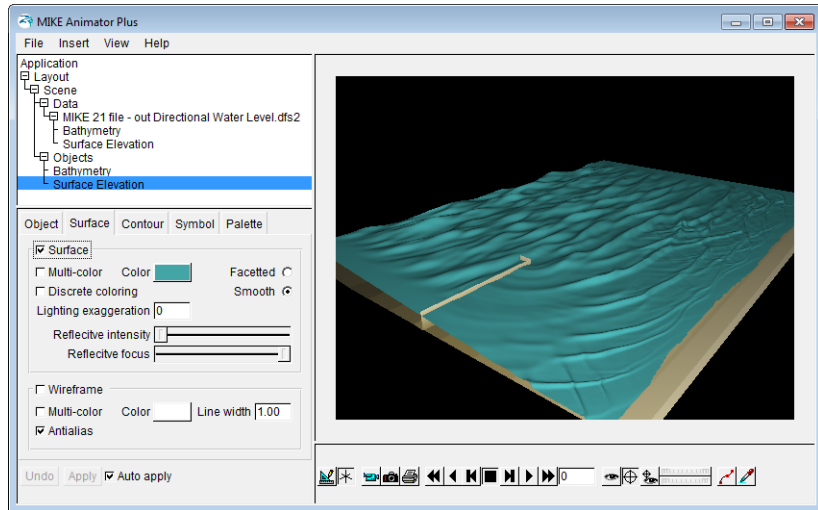 MIKE Animator Plus
File Insert View Help
Application
Layout
Scene
Data
MIKE 21 file - out Directional Water Level.dfs2
Bathymetry
Surface Elevation
Objects
Bathymetry
Surface Elevation
Object Surface Contour Symbol Palette
Surface
Multi-color Color Facetted
Discrete coloring Smooth
Lighting exaggeration 0
Reflecitve intensity
Reflecitve focus
Wireframe
Multi-color Color Line width 1.00
Antialias
Undo Apply Auto apply
0